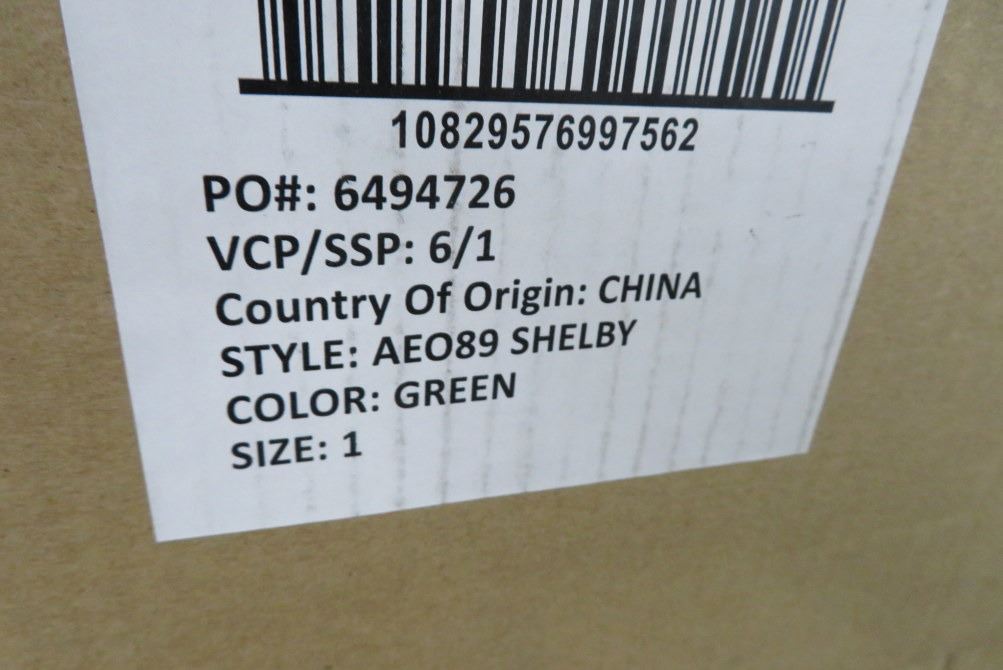 10829576997562
PO#: 6494726
VCP/SSP: 6/1
Country Of Origin: CHINA
STYLE: AEO89 SHELBY
COLOR: GREEN
SIZE: 1